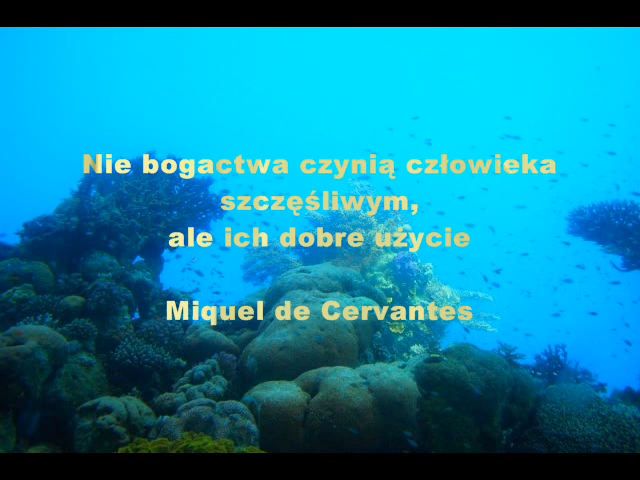 Nie bogactwa czynią człowieka
szczęśliwym,
ale ich dobre użycie
Miquel de Cervantes